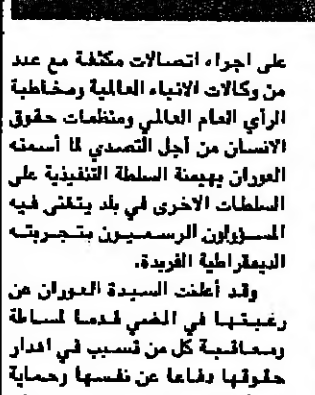 على اجراء اتصالات مكثفة مع عدد
من وكالات الانباء العالمية ومخاطبة
الرأي العام العالمي ومنظمات حقوق
الانسان من أجل التصدي لما أسمته
العوران بهيمنة السلطة التنفيذية على
السلطات الاخرى في بلد يتغنى فيه
المسؤولون الرسميون بتجربته
الديمقراطية الفريدة.
وقد أعلنت السيدة العوران عن
رغبتها في المضي قدما لمساءلة
ومعاقبة كل من تسبب في اهدار
حقوقها دفاعا عن نفسها وحماية